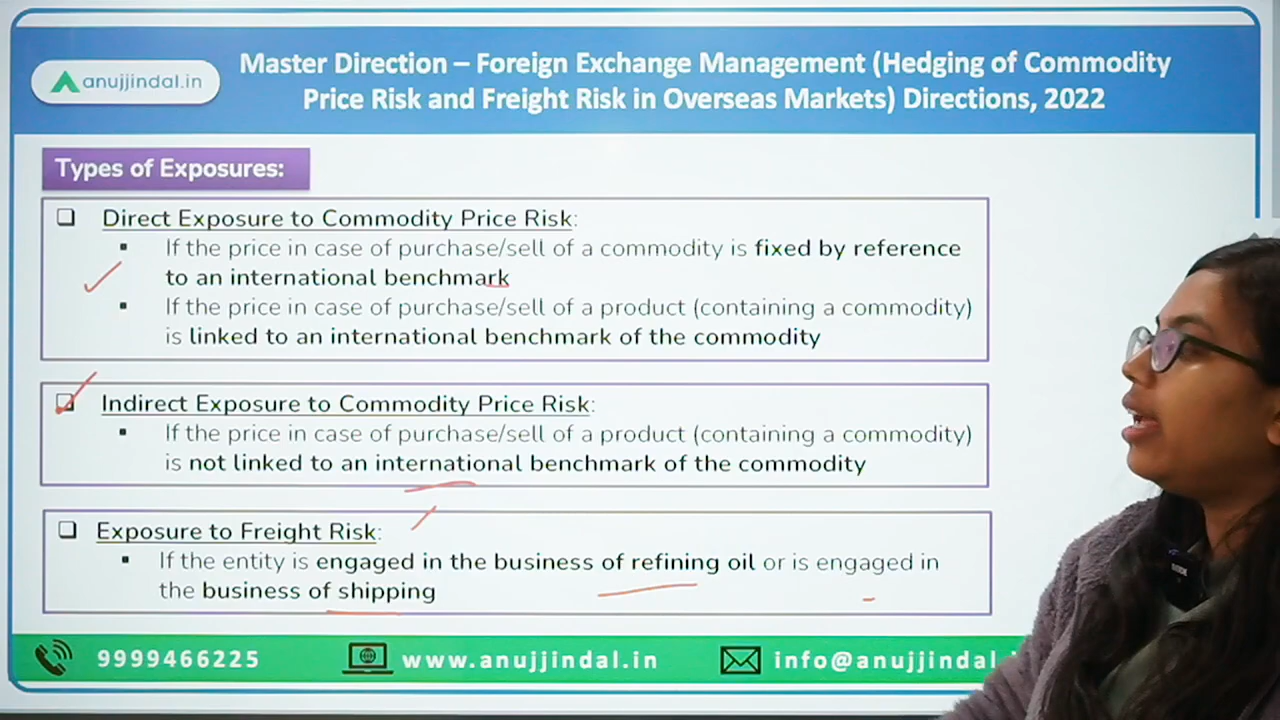 anujjindal.in
Master Direction – Foreign Exchange Management (Hedging of Commodity
Price Risk and Freight Risk in Overseas Markets) Directions, 2022
Types of Exposures:
Direct Exposure to Commodity Price Risk:
If the price in case of purchase/sell of a commodity is fixed by reference
to an international benchmark
If the price in case of purchase/sell of a product (containing a commodity)
is linked to an international benchmark of the commodity
Indirect Exposure to Commodity Price Risk:
If the price in case of purchase/sell of a product (containing a commodity)
is not linked to an international benchmark of the commodity
Exposure to Freight Risk:
If the entity is engaged in the business of refining oil or is engaged in
the business of shipping
9999466225
www.anujjindal.in
info@anujjindal.